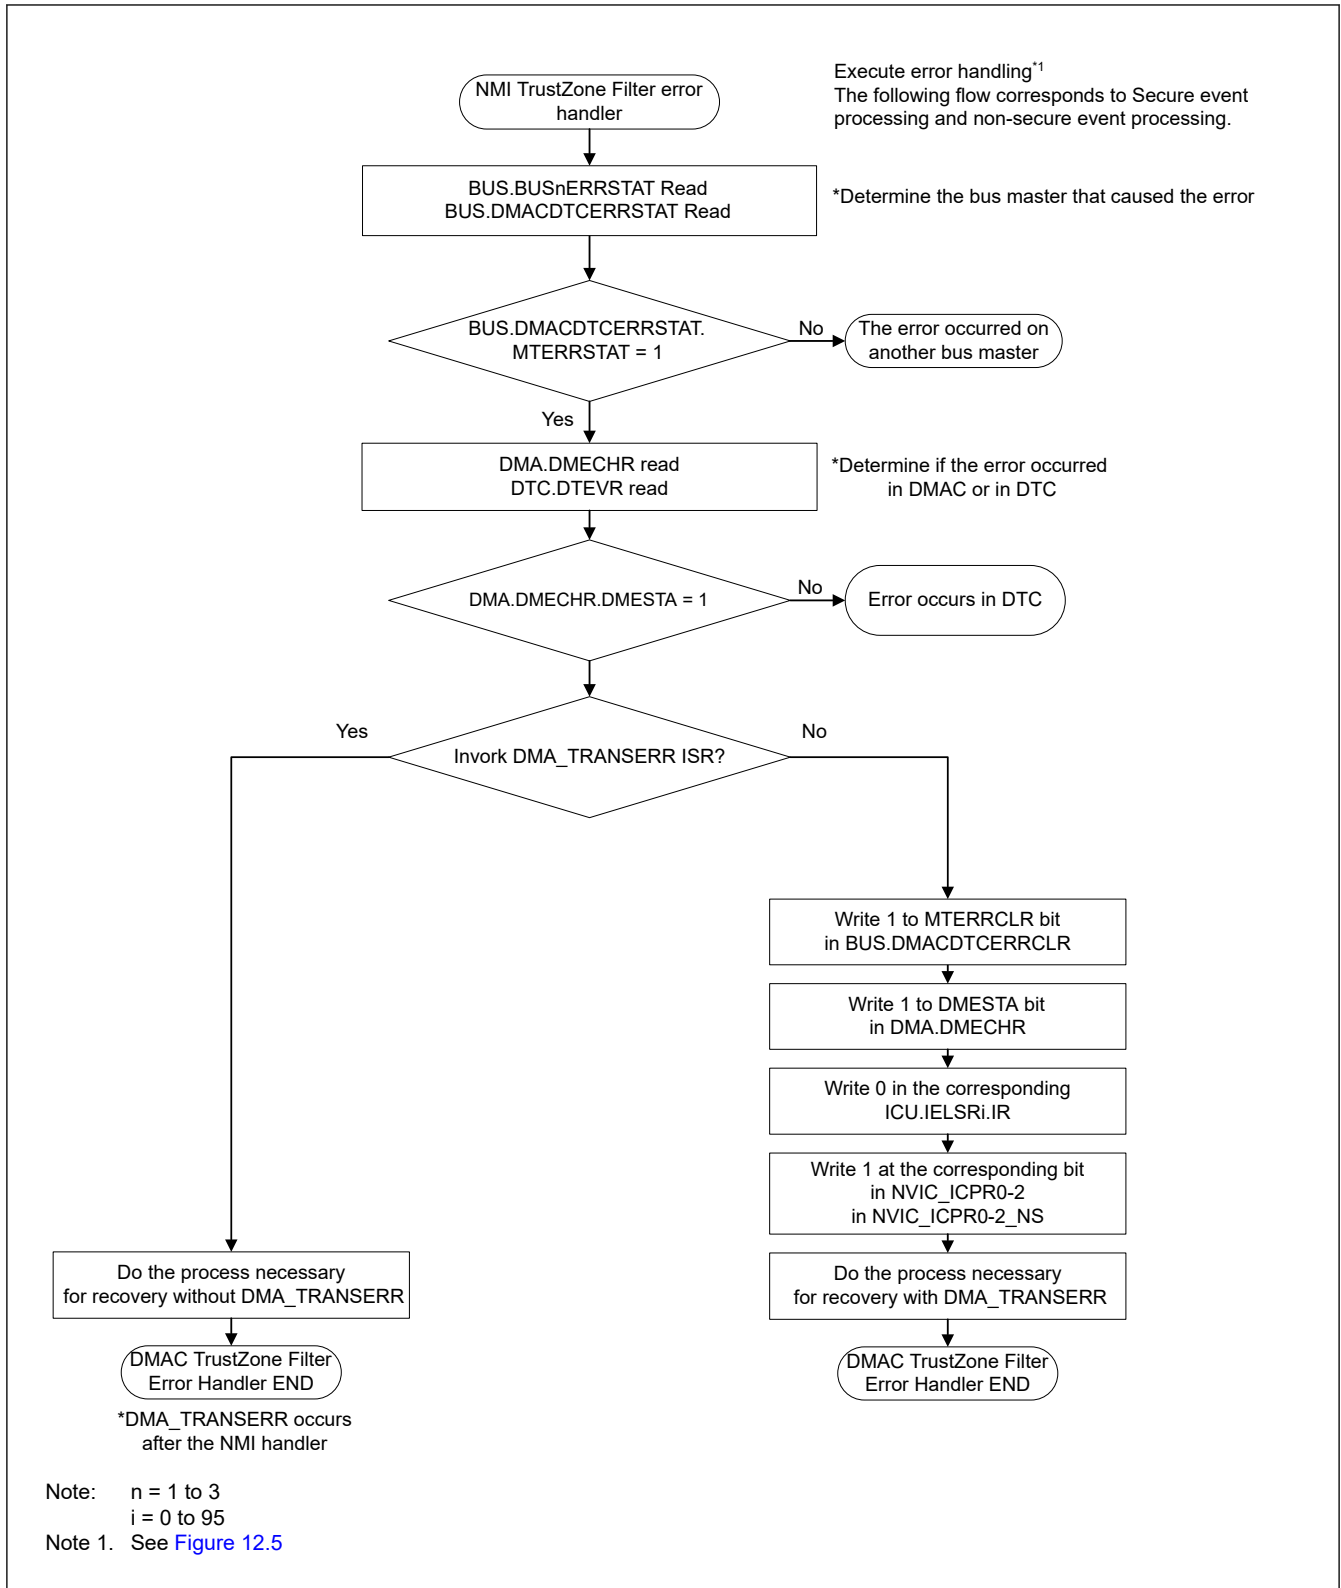 NMI TrustZone Filter error
handler
Execute error handling*1
The following flow corresponds to Secure event
processing and non-secure event processing.
BUS.BUSnERRSTAT Read
BUS.DMACDTCERRSTAT Read
*Determine the bus master that caused the error
BUS.DMACDTCERRSTAT.
MTERRSTAT = 1
No
The error occurred on
another bus master
Yes
DMA.DMECHR read
DTC.DTEVR read
*Determine if the error occurred
in DMAC or in DTC
DMA.DMECHR.DMESTA = 1
No
Error occurs in DTC
Yes
Invork DMA_TRANSERR ISR?
No
Write 1 to MTERRCLR bit
in BUS.DMACDTCERRCLR
Write 1 to DMESTA bit
in DMA.DMECHR
Write 0 in the corresponding
ICU.IELSRi.IR
Write 1 at the corresponding bit
in NVIC_ICPR0-2
in NVIC_ICPR0-2_NS
Do the process necessary
for recovery without DMA_TRANSERR
Do the process necessary
for recovery with DMA_TRANSERR
DMAC TrustZone Filter
Error Handler END
DMAC TrustZone Filter
Error Handler END
*DMA_TRANSERR occurs
after the NMI handler
Note: n = 1 to 3
i = 0 to 95
Note 1. See Figure 12.5